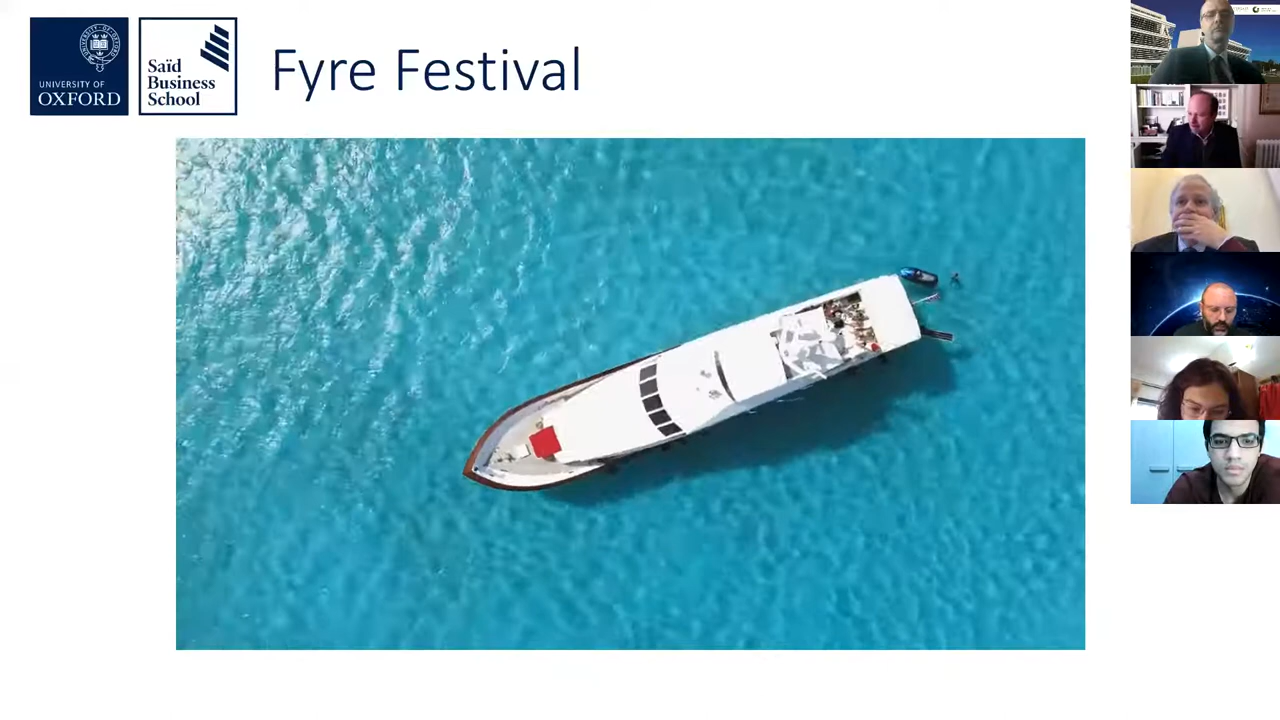 UNIVERSITY OF
OXFORD
Saïd
Business
School
Fyre Festival